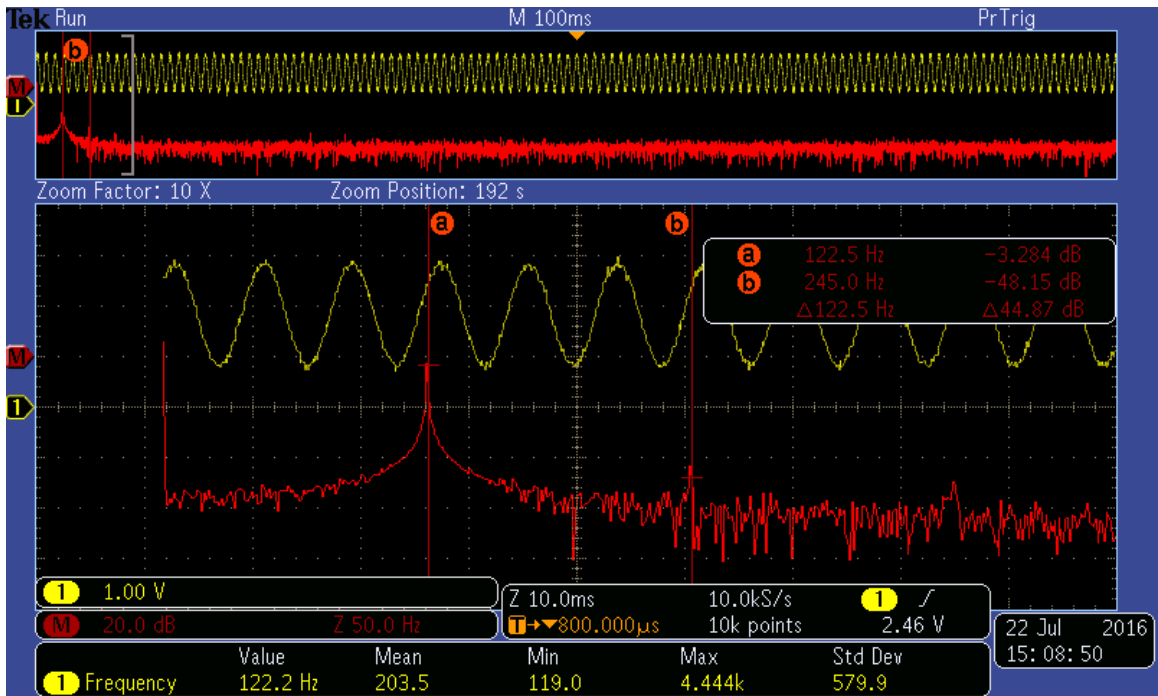 Tek Run M 100ms PrTrig
b
M
1
Zoom Factor: 10 X Zoom Position: 192 s
a b
a 122.5 Hz -3.284 dB
b 245.0 Hz -48.15 dB
△122.5 Hz △44.87 dB
M
1
1 1.00 V
M 20.0 dB Z 50.0 Hz
Z 10.0ms 10.0kS/s 1 ∫
T→▼800.000µs 10k points 2.46 V
22 Jul 2016
15:08:50
Value Mean Min Max Std Dev
1 Frequency 122.2 Hz 203.5 119.0 4.444k 579.9